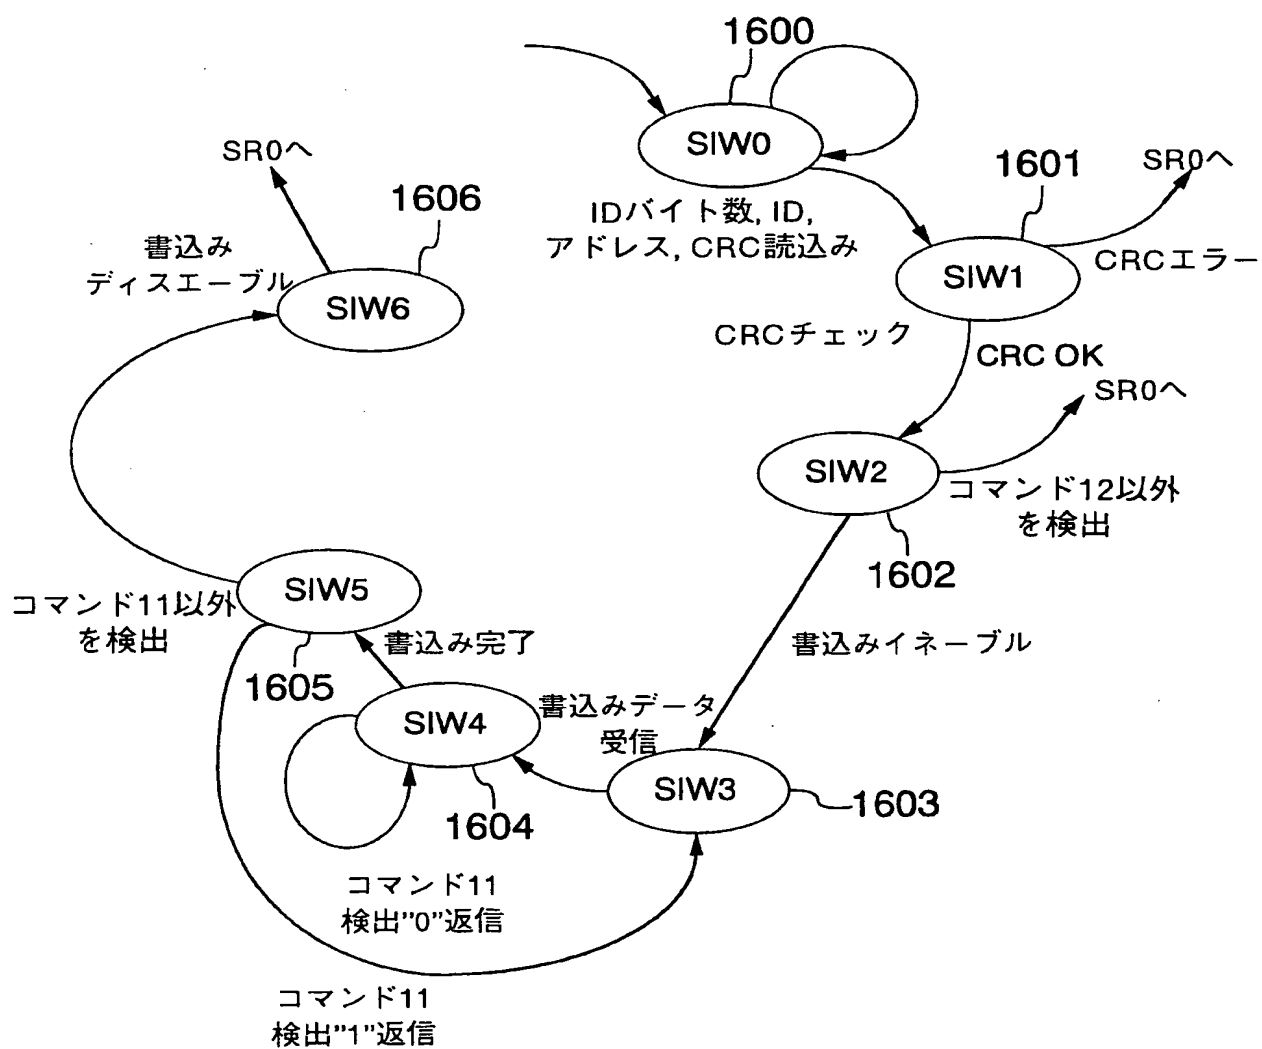 1600
SIW0
SR0へ
1601
SR0へ
1606
IDバイト数, ID,
アドレス, CRC読込み
書込み
ディスエーブル
SIW6
SIW1
CRCエラー
CRCチェック
CRC OK
SR0へ
SIW2
コマンド12以外
を検出
1602
SIW5
コマンド11以外
を検出
書込み完了
書込みイネーブル
1605
SIW4
書込みデータ
受信
SIW3
1603
1604
コマンド11
検出"0"返信
コマンド11
検出"1"返信